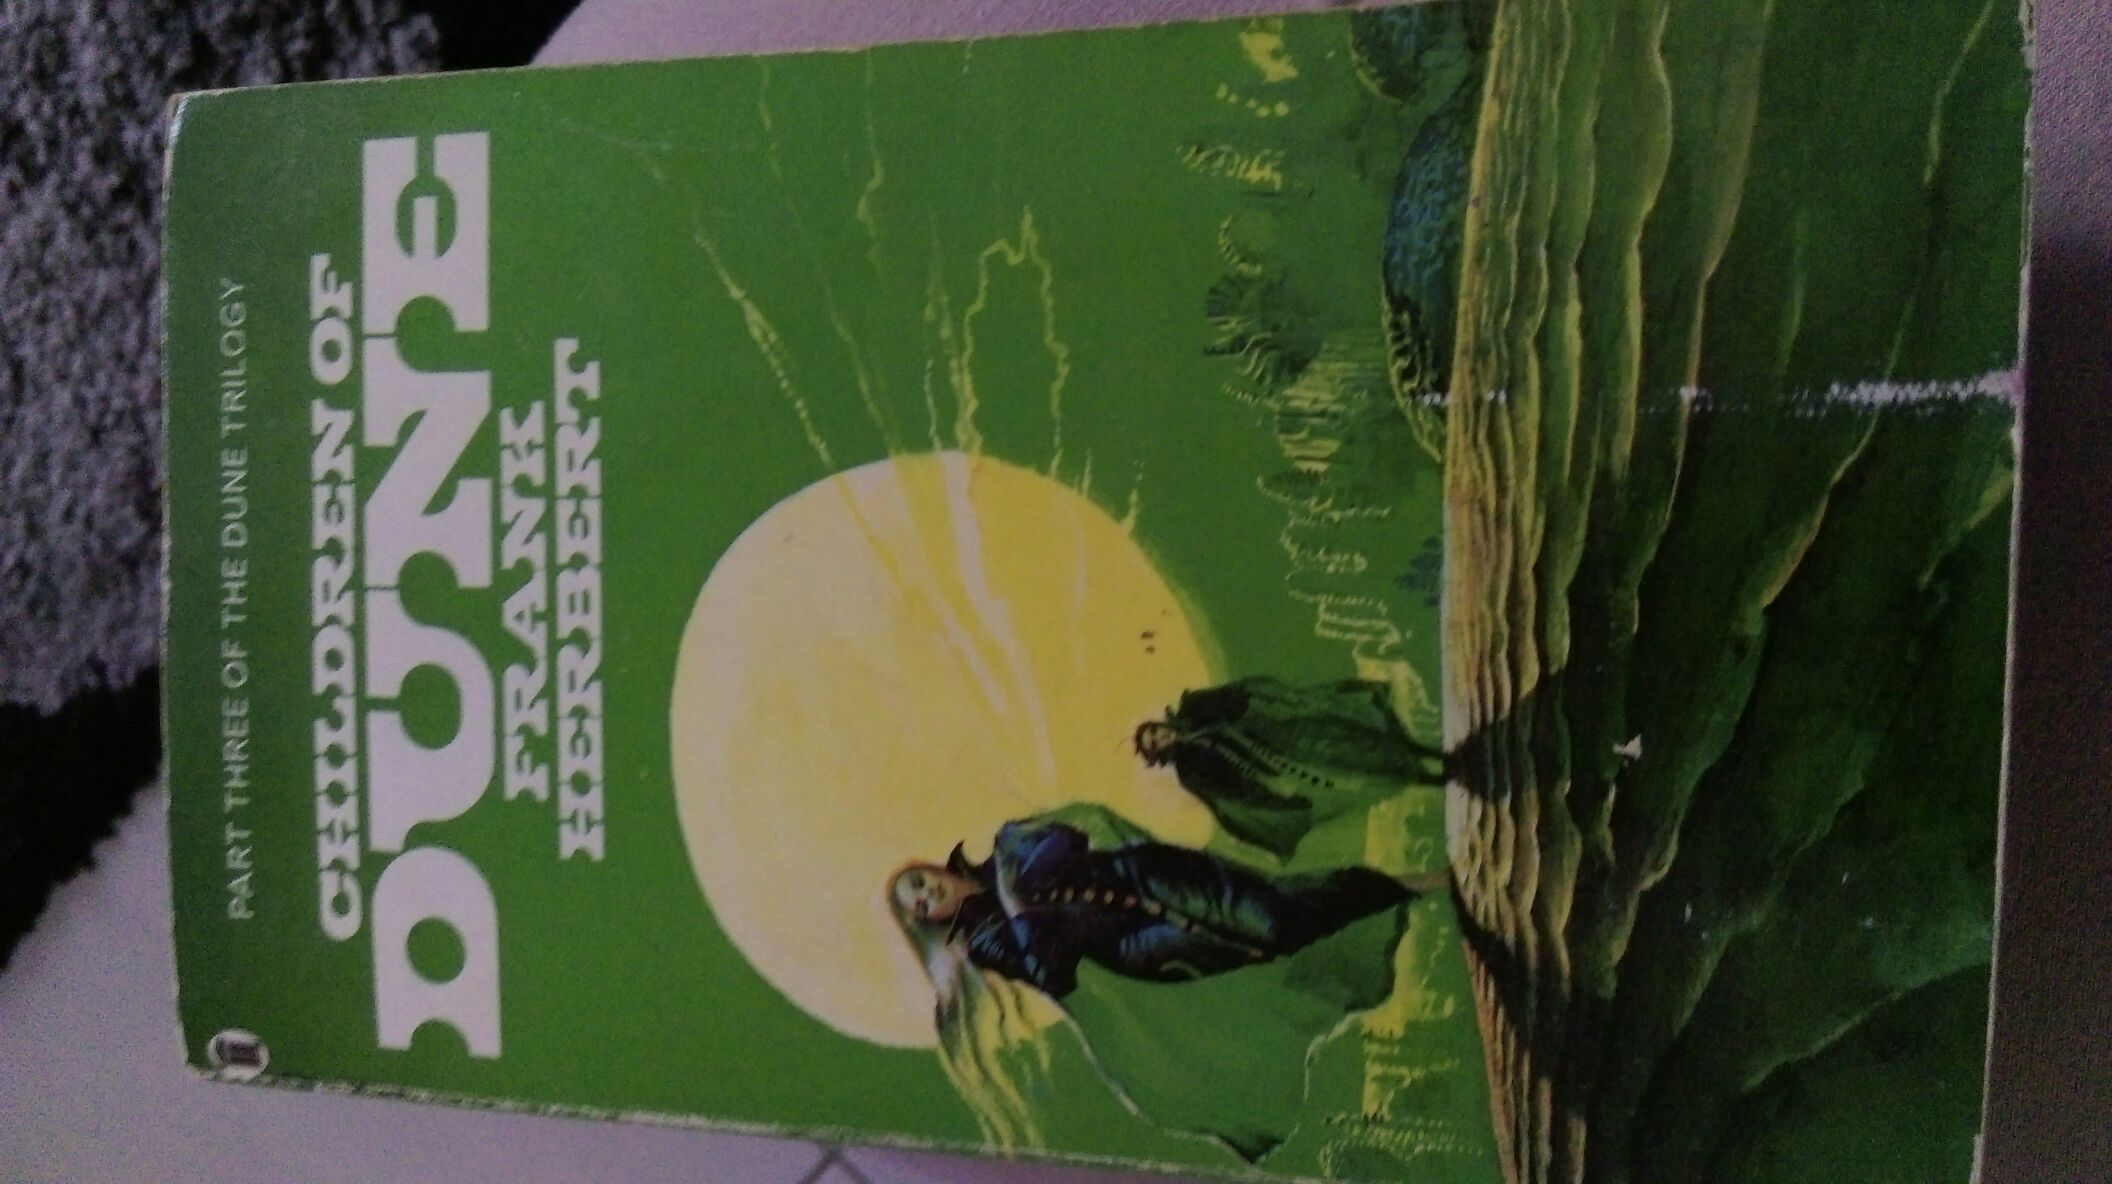 PART THREE OF THE DUNE TRILOGY
CHILDREN OF
DUNE
FRANK
HERBERT